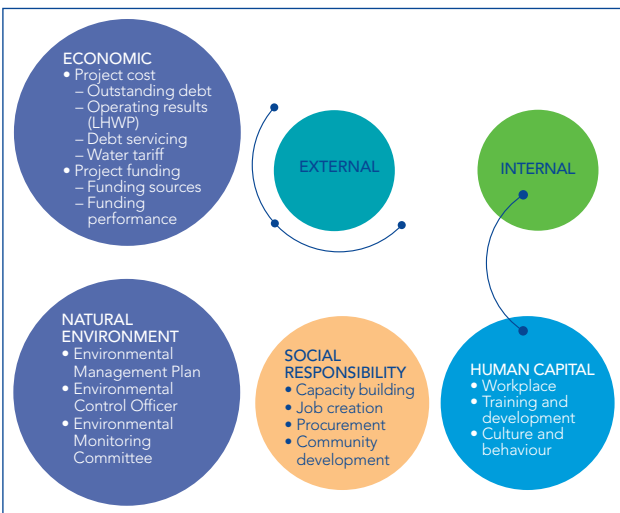 ECONOMIC
• Project cost
– Outstanding debt
– Operating results
(LHWP)
– Debt servicing
– Water tariff
• Project funding
– Funding sources
– Funding
performance
EXTERNAL
INTERNAL
NATURAL
ENVIRONMENT
• Environmental
Management Plan
• Environmental
Control Officer
• Environmental
Monitoring
Committee
SOCIAL
RESPONSIBILITY
• Capacity building
• Job creation
• Procurement
• Community
development
HUMAN CAPITAL
• Workplace
• Training and
development
• Culture and
behaviour